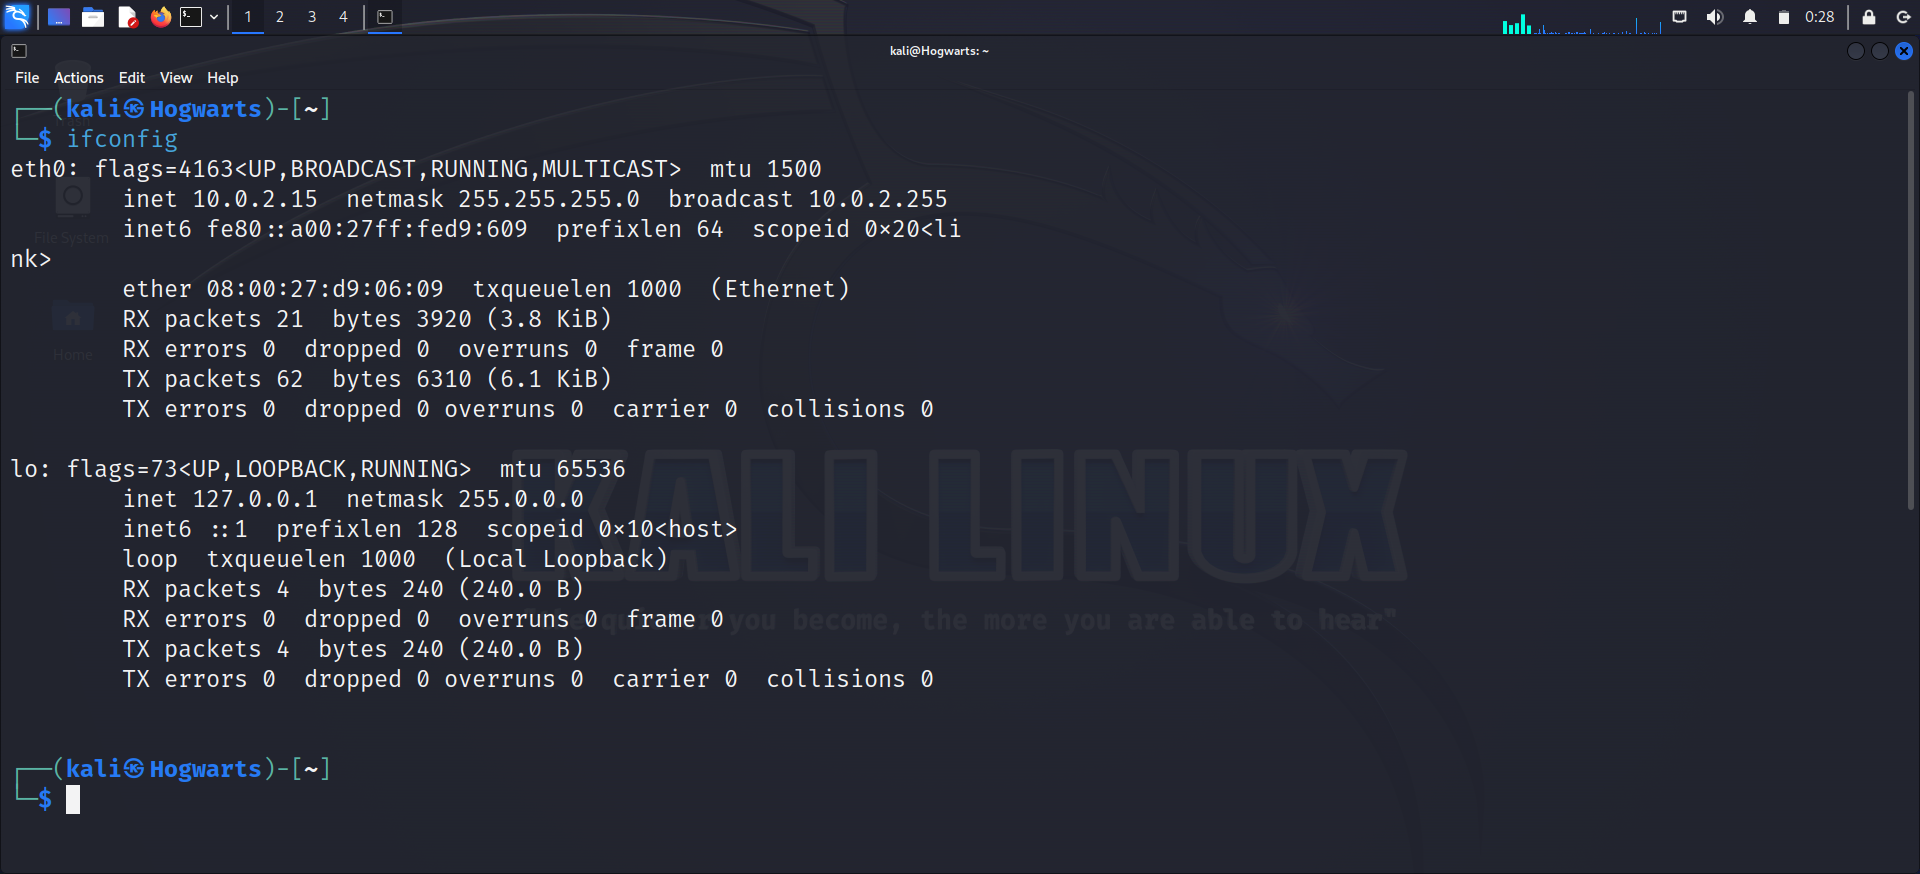 1 2 3 4
0:28
kali@Hogwarts: ~
File Actions Edit View Help
┌──(kali㉿Hogwarts)-[~]
└─$ ifconfig
eth0: flags=4163<UP,BROADCAST,RUNNING,MULTICAST>  mtu 1500
        inet 10.0.2.15  netmask 255.255.255.0  broadcast 10.0.2.255
        inet6 fe80::a00:27ff:fed9:609  prefixlen 64  scopeid 0×20<li
nk>
        ether 08:00:27:d9:06:09  txqueuelen 1000  (Ethernet)
        RX packets 21  bytes 3920 (3.8 KiB)
        RX errors 0  dropped 0  overruns 0  frame 0
        TX packets 62  bytes 6310 (6.1 KiB)
        TX errors 0  dropped 0 overruns 0  carrier 0  collisions 0
lo: flags=73<UP,LOOPBACK,RUNNING>  mtu 65536
        inet 127.0.0.1  netmask 255.0.0.0
        inet6 ::1  prefixlen 128  scopeid 0×10<host>
        loop  txqueuelen 1000  (Local Loopback)
        RX packets 4  bytes 240 (240.0 B)
        RX errors 0  dropped 0  overruns 0  frame 0
        TX packets 4  bytes 240 (240.0 B)
        TX errors 0  dropped 0 overruns 0  carrier 0  collisions 0
┌──(kali㉿Hogwarts)-[~]
└─$
File System
Home
KALI LINUX
you become, the more you are able to hear"